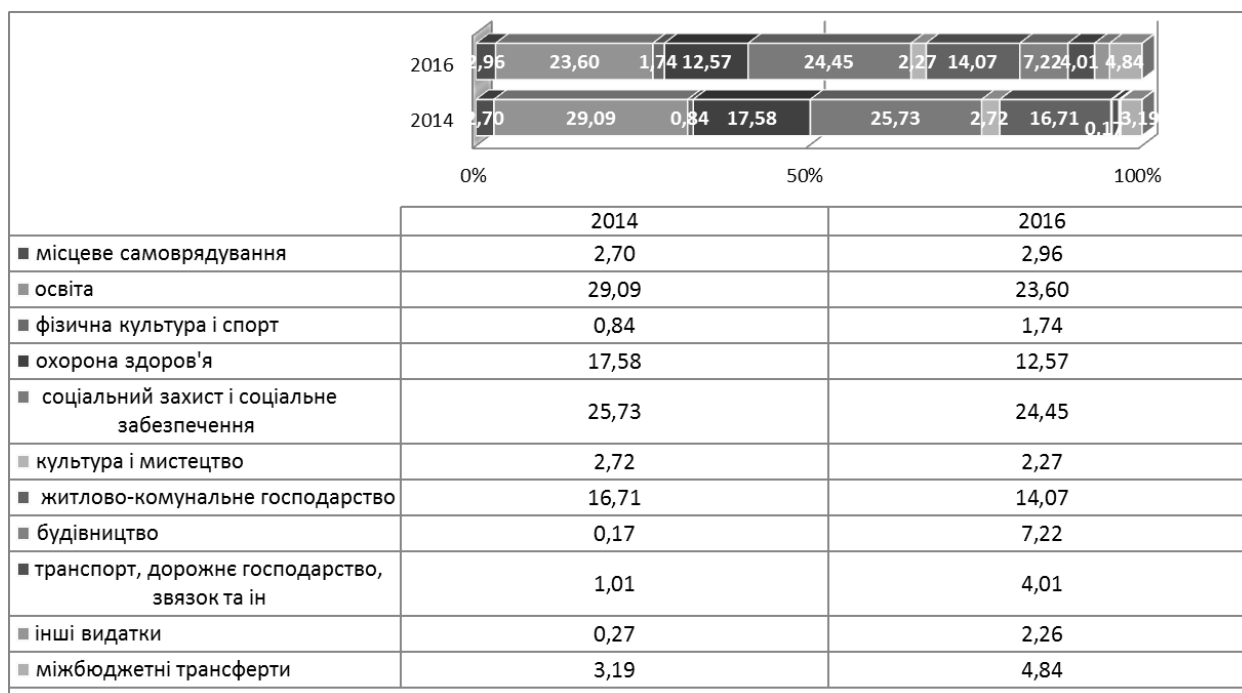 2016 2,96 23,60 1,74 12,57 24,45 2,27 14,07 7,22 4,01 4,84
2014 2,70 29,09 0,84 17,58 25,73 2,72 16,71 0,17 3,19
0% 50% 100%
2014 2016
місцеве самоврядування 2,70 2,96
освіта 29,09 23,60
фізична культура і спорт 0,84 1,74
охорона здоров'я 17,58 12,57
соціальний захист і соціальне
забезпечення 25,73 24,45
культура і мистецтво 2,72 2,27
житлово-комунальне господарство 16,71 14,07
будівництво 0,17 7,22
транспорт, дорожнє господарство,
звязок та ін 1,01 4,01
інші видатки 0,27 2,26
міжбюджетні трансферти 3,19 4,84